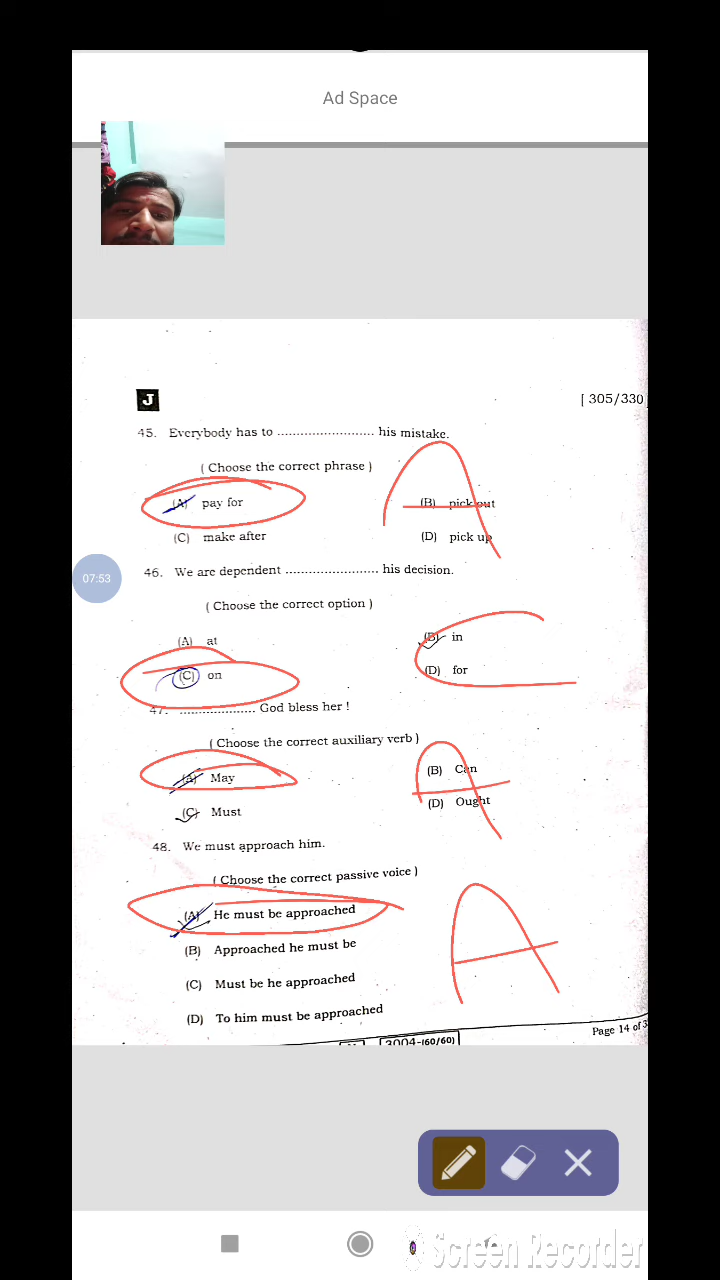 Ad Space
J
[ 305/330]
45. Everybody has to ........................ his mistake.
( Choose the correct phrase )
(A) pay for
(B) pick out
(C) make after
(D) pick up
A
07:53
46. We are dependent ....................... his decision.
( Choose the correct option )
(A) at
(B) in
(C) on
(D) for
C
47. ................... God bless her !
( Choose the correct auxiliary verb )
(A) May
(B) Can
(C) Must
(D) Ought
A
48. We must approach him.
( Choose the correct passive voice )
(A) He must be approached
(B) Approached he must be
(C) Must be he approached
(D) To him must be approached
A
3004-(60/60)
Page 14 of
Screen Recorder